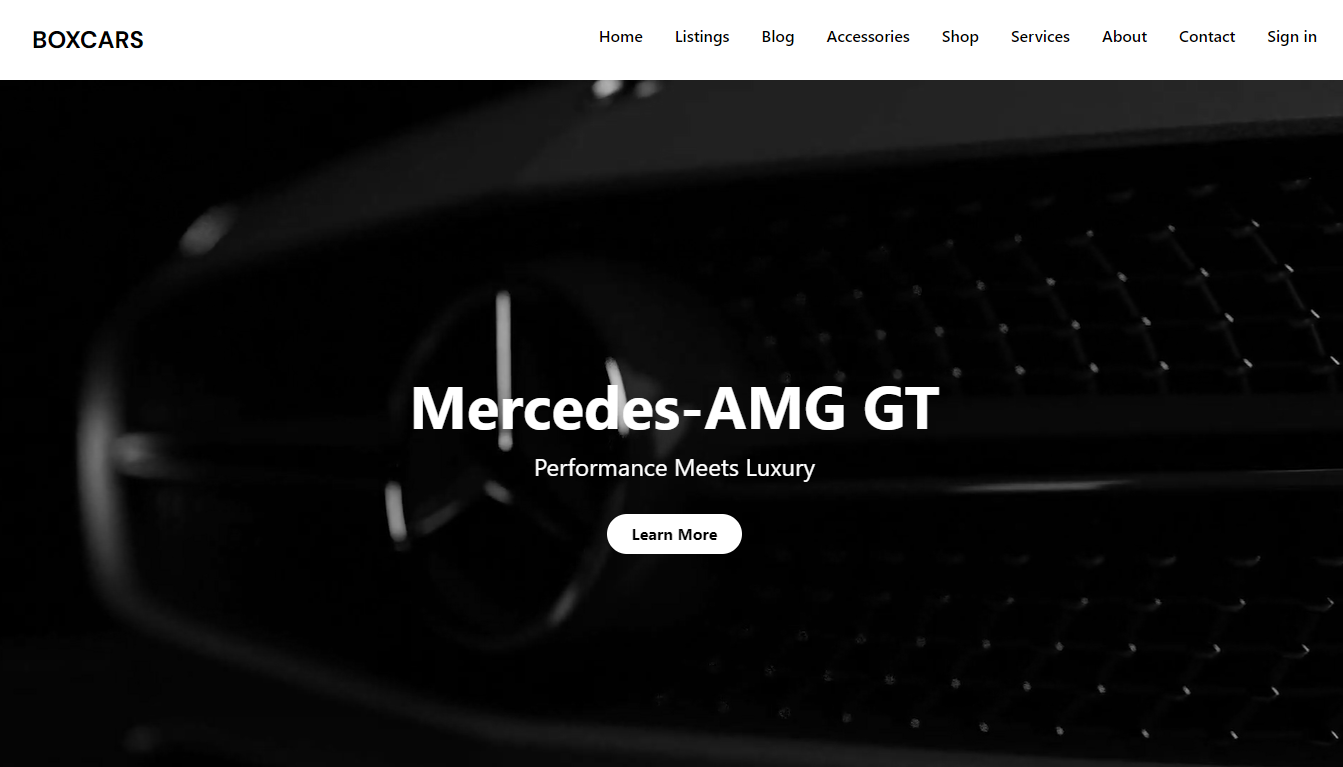 BOXCARS
Home Listings Blog Accessories Shop Services About Contact Sign in
Mercedes-AMG GT
Performance Meets Luxury
Learn More